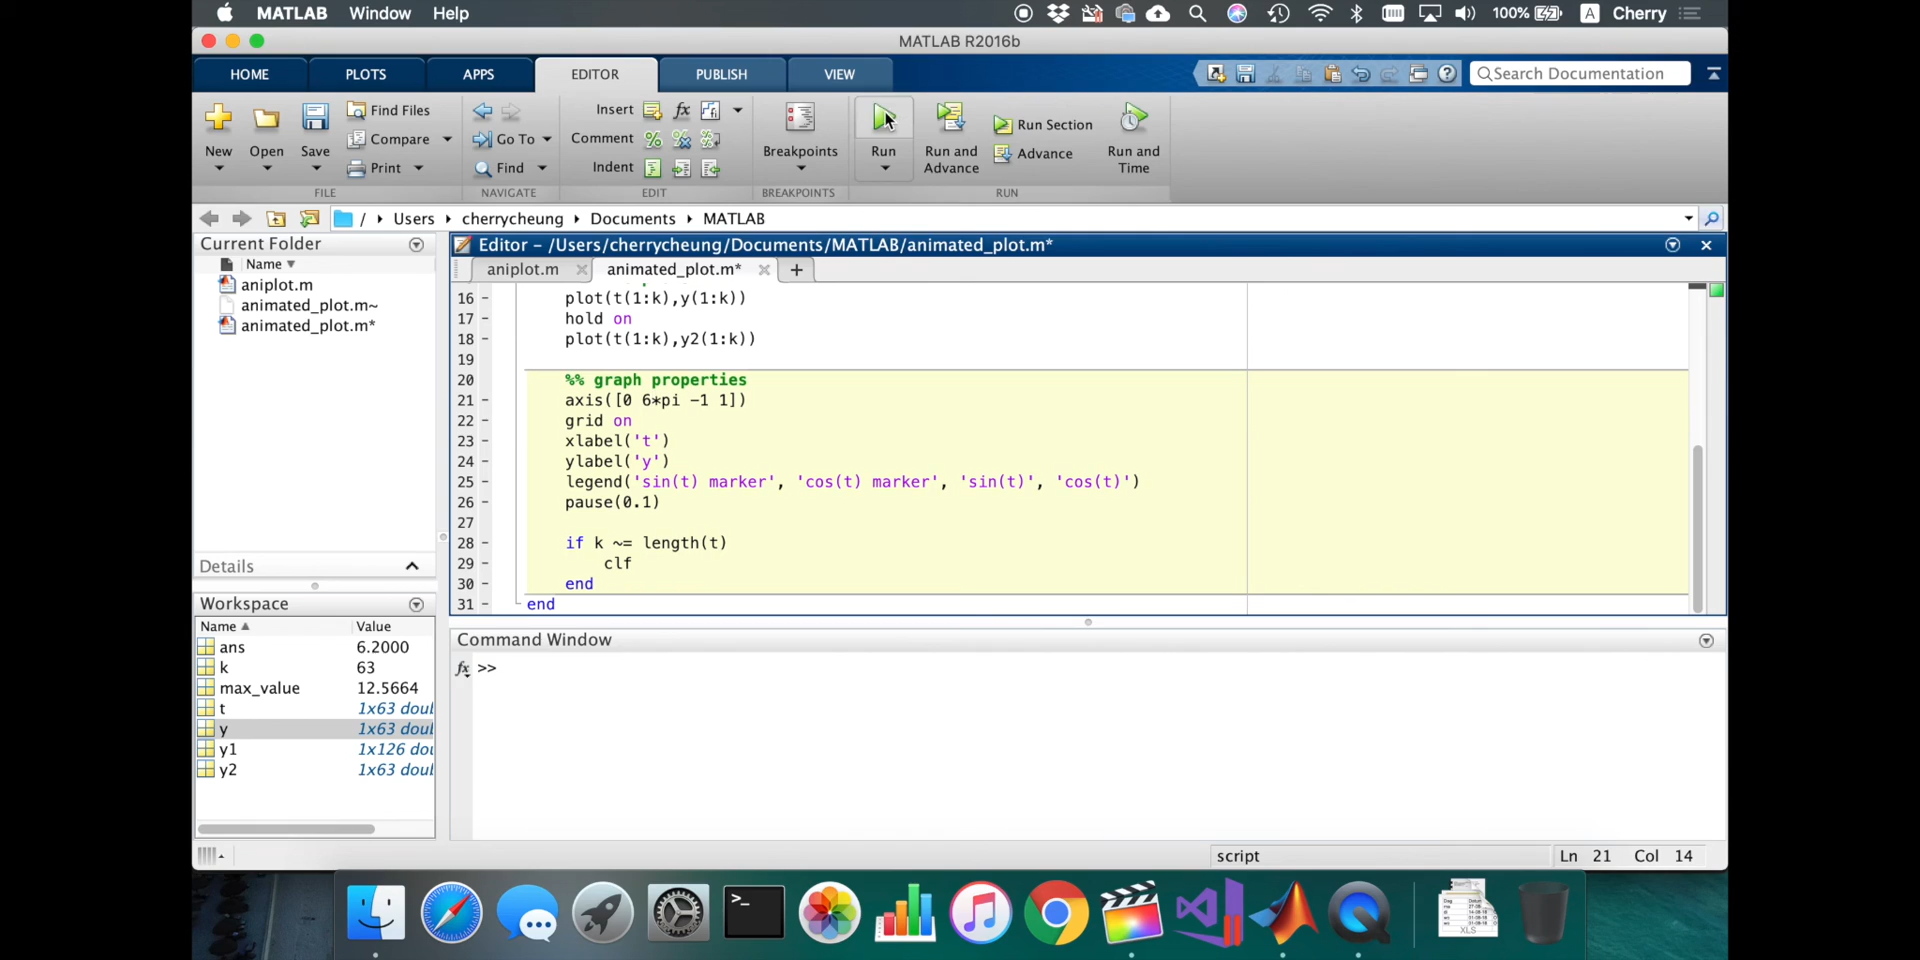 MATLAB Window Help 100% A Cherry
MATLAB R2016b
HOME PLOTS APPS EDITOR PUBLISH VIEW Search Documentation
New Open Save Find Files Compare Print
Go To Find
Insert fx
Comment
Indent
Breakpoints Run Run and Advance Run Section Advance Run and Time
FILE NAVIGATE EDIT BREAKPOINTS RUN
/ Users cherrycheung Documents MATLAB
Current Folder
Name
aniplot.m
animated_plot.m~
animated_plot.m*
Details
Workspace
Name Value
ans 6.2000
k 63
max_value 12.5664
t 1x63 doul
y 1x63 doul
y1 1x126 dou
y2 1x63 doul
Editor - /Users/cherrycheung/Documents/MATLAB/animated_plot.m*
aniplot.m animated_plot.m*
16 - plot(t(1:k),y(1:k))
17 - hold on
18 - plot(t(1:k),y2(1:k))
19
20 %% graph properties
21 - axis([0 6*pi -1 1])
22 - grid on
23 - xlabel('t')
24 - ylabel('y')
25 - legend('sin(t) marker', 'cos(t) marker', 'sin(t)', 'cos(t)')
26 - pause(0.1)
27
28 - if k ~= length(t)
29 - clf
30 - end
31 - end
Command Window
fx >>
script Ln 21 Col 14
>_
XLS